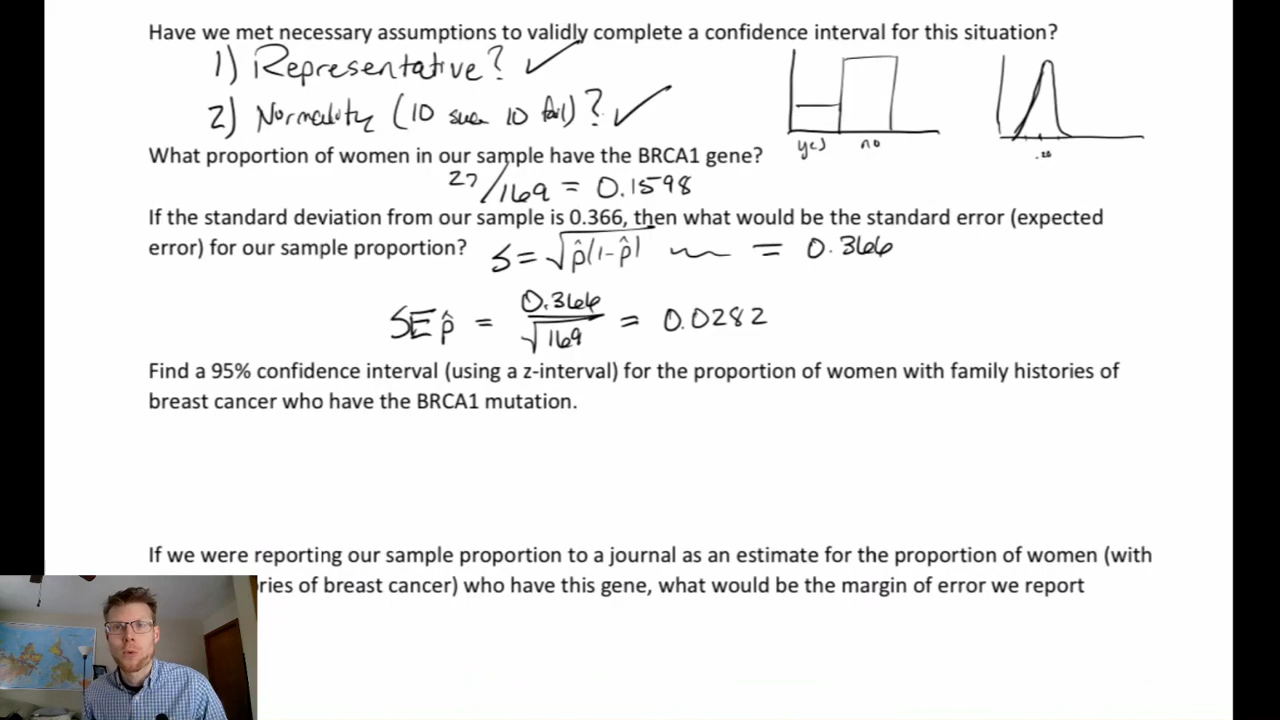 Have we met necessary assumptions to validly complete a confidence interval for this situation?
1) Representative? ✓
2) Normality (10 succ 10 fail)? ✓
yes no
.16
What proportion of women in our sample have the BRCA1 gene?
27/169 = 0.1598
If the standard deviation from our sample is 0.366, then what would be the standard error (expected
error) for our sample proportion? S = √p̂(1-p̂) = 0.366
SE p̂ = 0.366/√169 = 0.0282
Find a 95% confidence interval (using a z-interval) for the proportion of women with family histories of
breast cancer who have the BRCA1 mutation.
If we were reporting our sample proportion to a journal as an estimate for the proportion of women (with
ries of breast cancer) who have this gene, what would be the margin of error we report